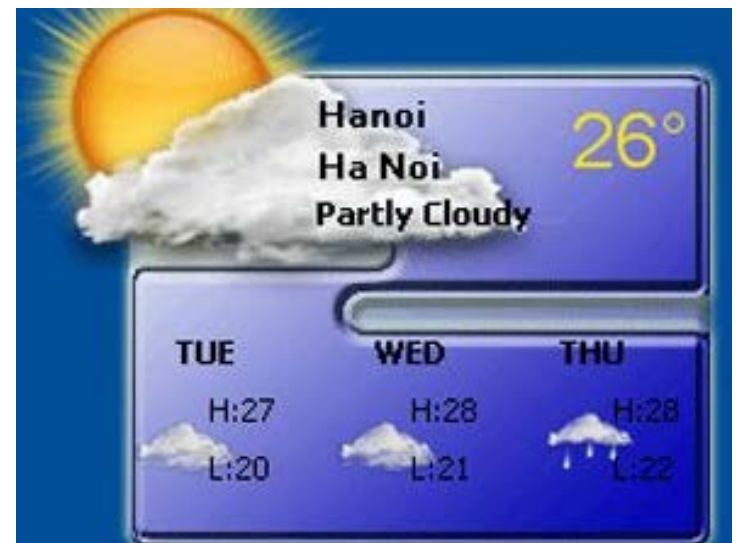 Hanoi
26°
Ha Noi
Partly Cloudy
TUE WED THU
H:27 H:28 H:28
L:20 L:21 L:22